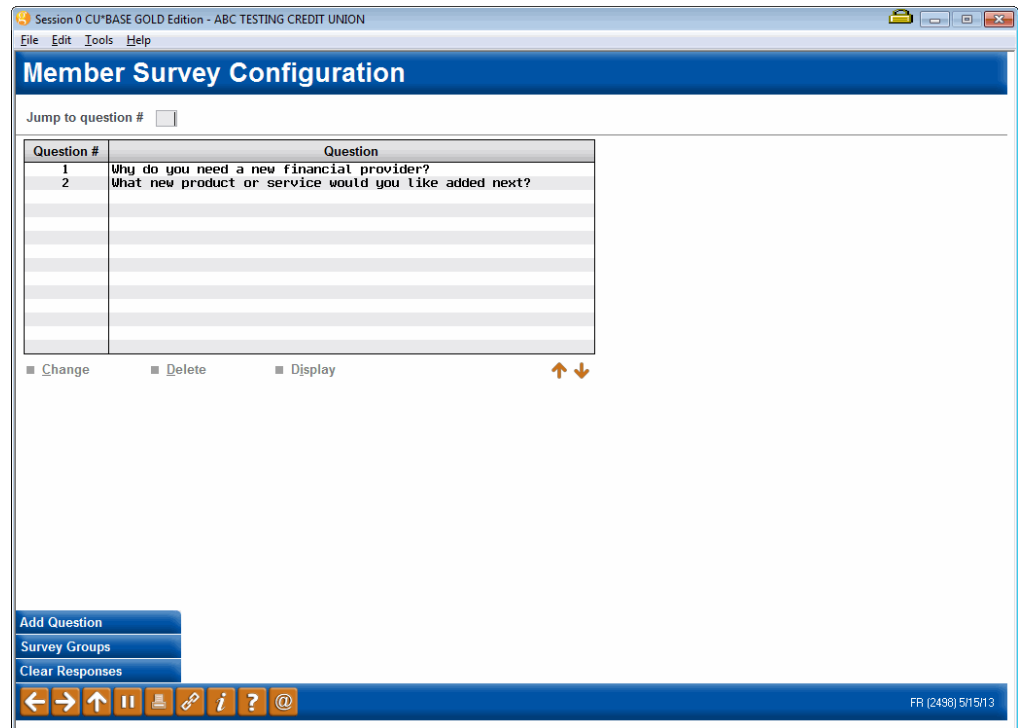 Session 0 CU*BASE GOLD Edition - ABC TESTING CREDIT UNION
File Edit Tools Help
Member Survey Configuration
Jump to question #
Question # Question
1 Why do you need a new financial provider?
2 What new product or service would you like added next?
Change Delete Display
Add Question
Survey Groups
Clear Responses
i ? @ FR (2498) 5/15/13